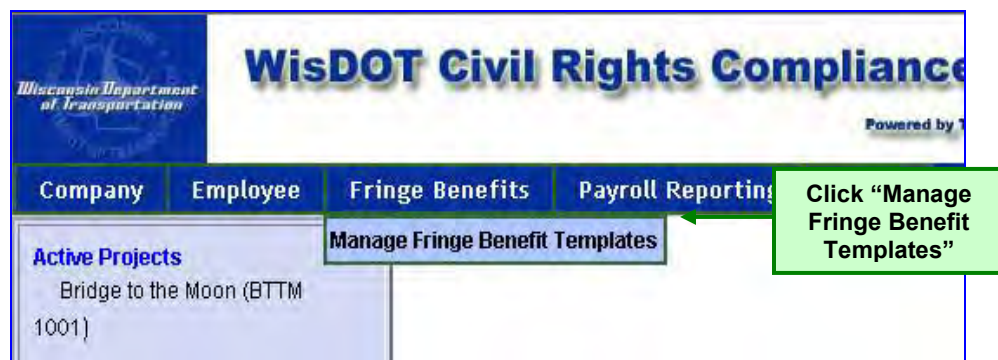 Wisconsin Department
of Transportation
WisDOT Civil Rights Compliance
Powered by
Company Employee Fringe Benefits Payroll Reporting
Manage Fringe Benefit Templates
Click “Manage
Fringe Benefit
Templates”
Active Projects
Bridge to the Moon (BTTM
1001)